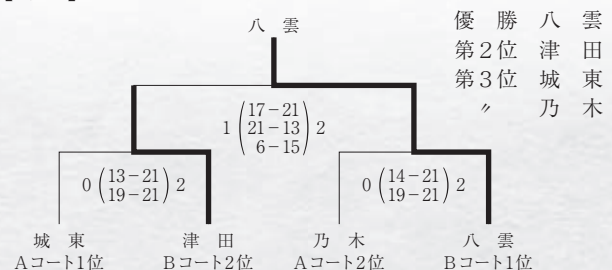 八 雲
優 勝 八 雲
第2位 津 田
第3位 城 東
〃 乃 木
1 (17-21 21-13 6-15) 2
0 (13-21 19-21) 2
0 (14-21 19-21) 2
城 東 津 田 乃 木 八 雲
Aコート1位 Bコート2位 Aコート2位 Bコート1位